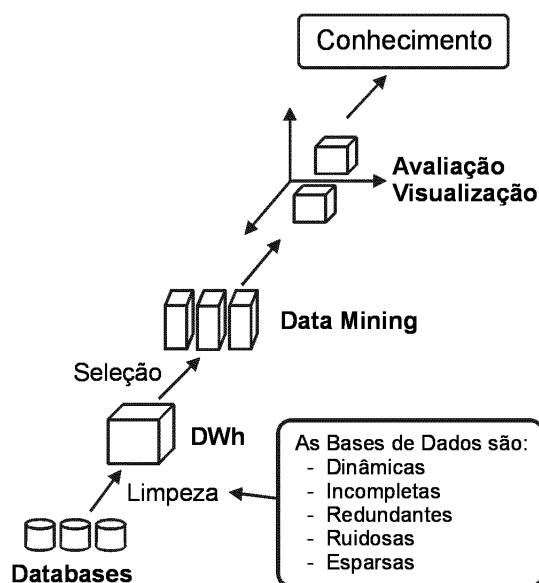 Conhecimento
Avaliação
Visualização
Data Mining
Seleção
DWh
Limpeza
As Bases de Dados são:
- Dinâmicas
- Incompletas
- Redundantes
- Ruidosas
- Esparsas
Databases